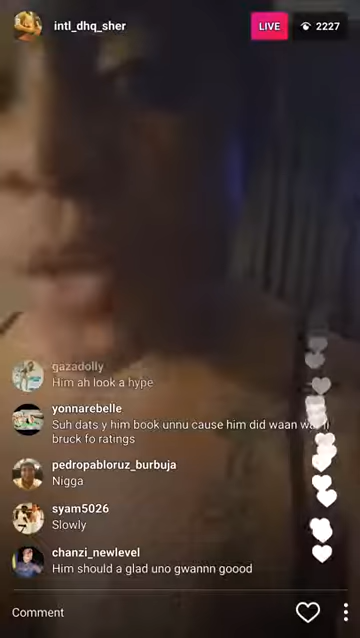 intl_dhq_sher
LIVE
2227
gazadolly
Him ah look a hype
yonnarebelle
Suh dats y him book unnu cause him did waan
bruck fo ratings
pedropabloruz_burbuja
Nigga
syam5026
Slowly
chanzi_newlevel
Him should a glad uno gwannn goood
Comment